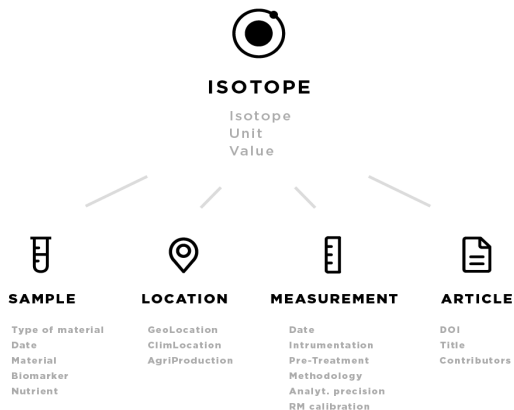 ISOTOPE
Isotope
Unit
Value
SAMPLE
Type of material
Date
Material
Biomarker
Nutrient
LOCATION
GeoLocation
ClimLocation
AgriProduction
MEASUREMENT
Date
Intrumentation
Pre-Treatment
Methodology
Analyt. precision
RM calibration
ARTICLE
DOI
Title
Contributors